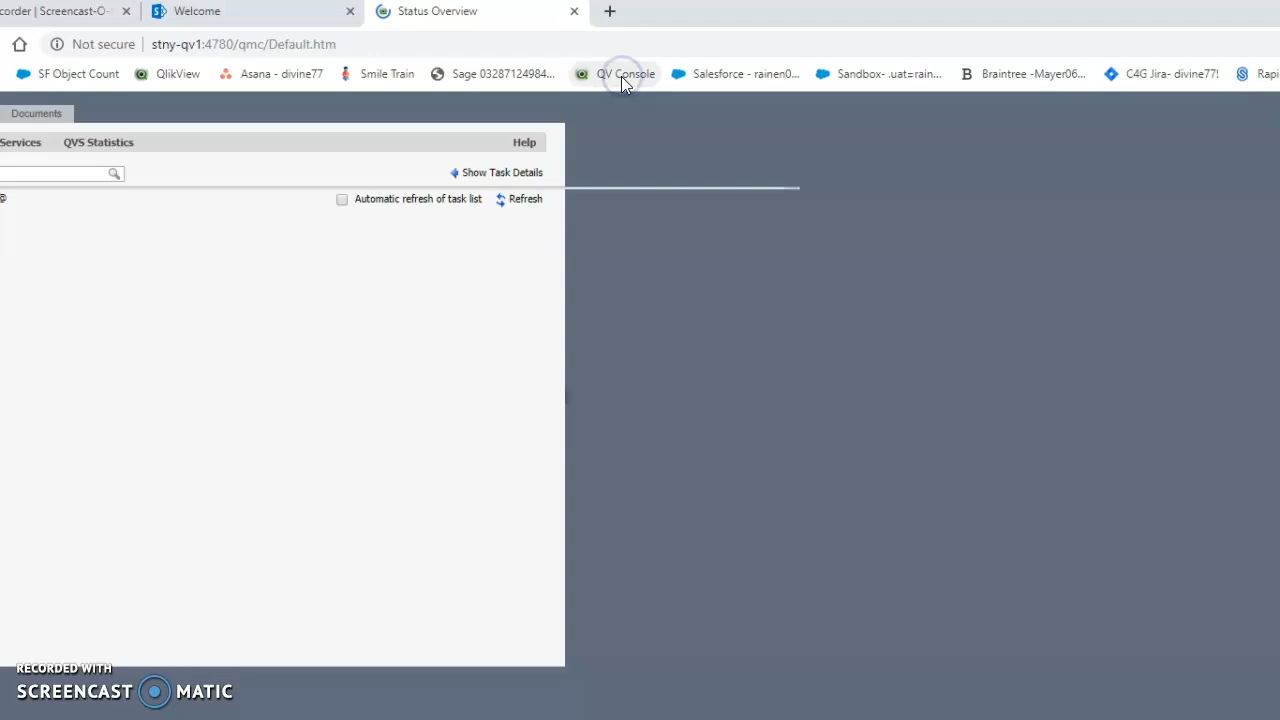 corder | Screencast-O-
Welcome
Status Overview
Not secure
stny-qv1:4780/qmc/Default.htm
SF Object Count
QlikView
Asana - divine77
Smile Train
Sage 03287124984...
QV Console
Salesforce - rainen0...
Sandbox- .uat=rain...
B
Braintree -Mayer06...
C4G Jira- divine77!
Rapi
Documents
Services
QVS Statistics
Help
Show Task Details
@
Automatic refresh of task list
Refresh
RECORDED WITH
SCREENCAST MATIC